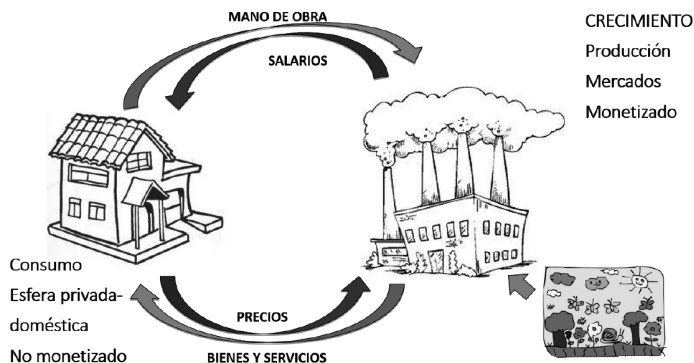 MANO DE OBRA
SALARIOS
CRECIMIENTO
Producción
Mercados
Monetizado
Consumo
Esfera privada-
doméstica
No monetizado
PRECIOS
BIENES Y SERVICIOS